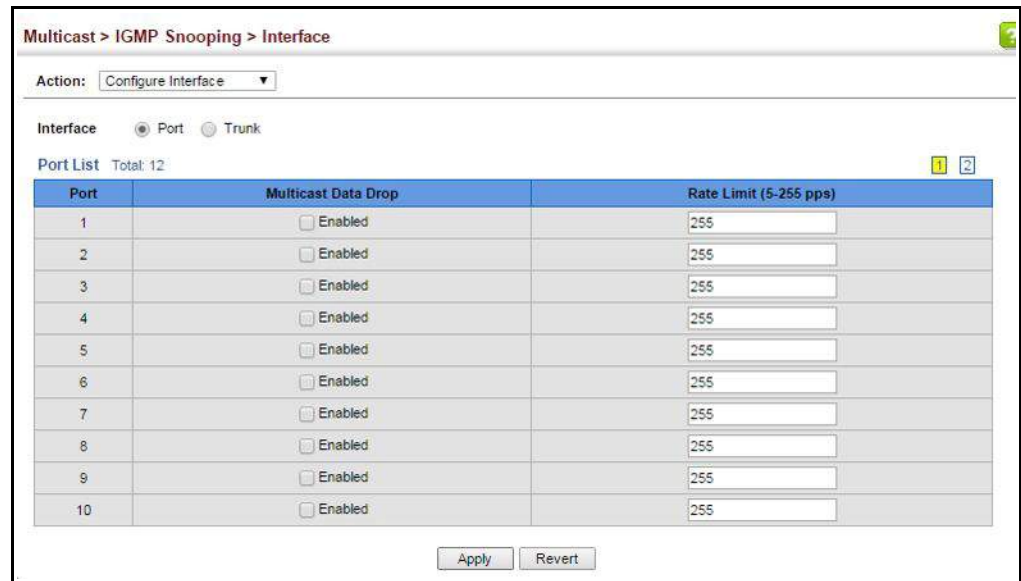 Multicast > IGMP Snooping > Interface
?
Action: Configure Interface
Interface Port Trunk
Port List Total: 12 1 2
Port Multicast Data Drop Rate Limit (5-255 pps)
1 Enabled 255
2 Enabled 255
3 Enabled 255
4 Enabled 255
5 Enabled 255
6 Enabled 255
7 Enabled 255
8 Enabled 255
9 Enabled 255
10 Enabled 255
Apply Revert